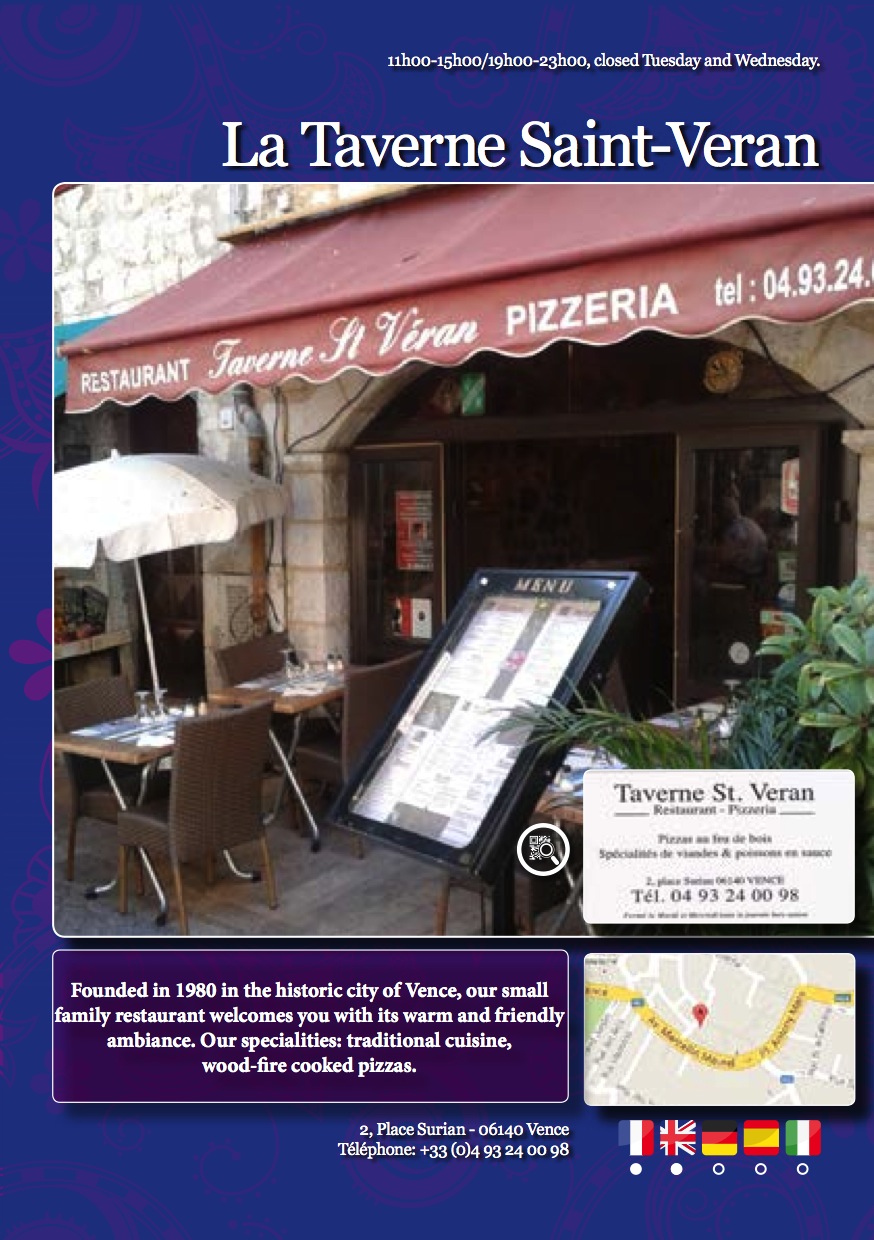 11h00-15h00/19h00-23h00, closed Tuesday and Wednesday.
La Taverne Saint-Veran
RESTAURANT Taverne St Véran PIZZERIA tel : 04.93.24.
MENU
Taverne St. Veran
Restaurant - Pizzeria
Pizzas au feu de bois
Spécialités de viandes & poissons en sauce
2, place Surian 06140 VENCE
Tél. 04 93 24 00 98
Founded in 1980 in the historic city of Vence, our small
family restaurant welcomes you with its warm and friendly
ambiance. Our specialities: traditional cuisine,
wood-fire cooked pizzas.
2, Place Surian - 06140 Vence
Téléphone: +33 (0)4 93 24 00 98